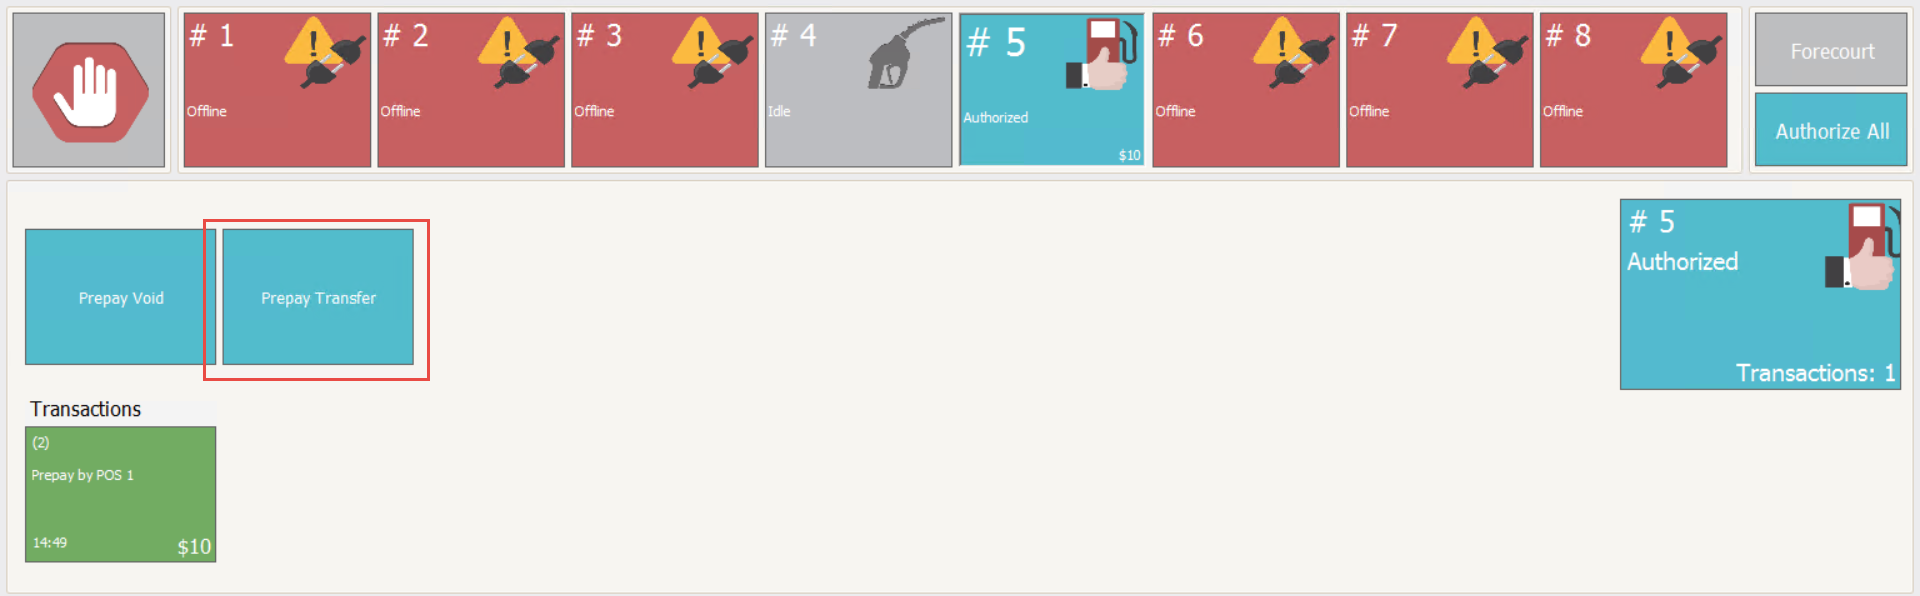 # 1
Offline
# 2
Offline
# 3
Offline
# 4
Idle
# 5
Authorized
$10
# 6
Offline
# 7
Offline
# 8
Offline
Forecourt
Authorize All
Prepay Void
Prepay Transfer
# 5
Authorized
Transactions: 1
Transactions
(2)
Prepay by POS 1
14:49
$10